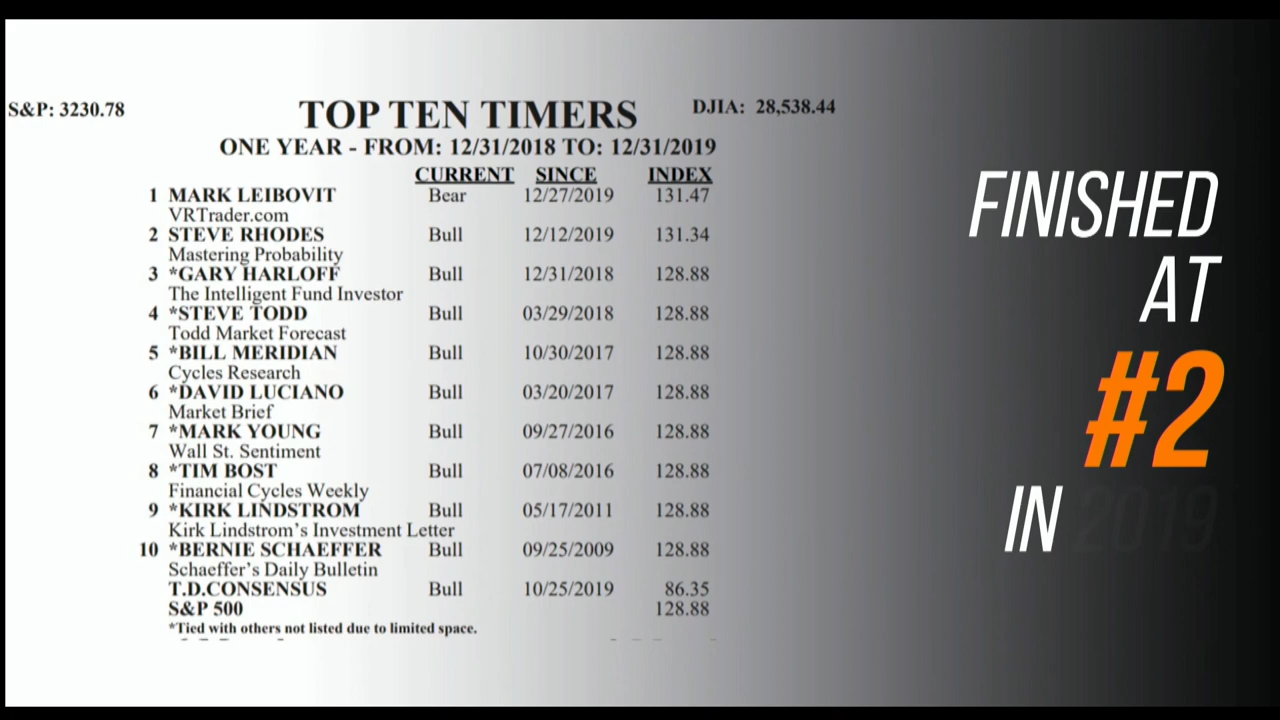 S&P: 3230.78
TOP TEN TIMERS
DJIA: 28,538.44
ONE YEAR - FROM: 12/31/2018 TO: 12/31/2019
CURRENT SINCE INDEX
1 MARK LEIBOVIT Bear 12/27/2019 131.47
VRTrader.com
2 STEVE RHODES Bull 12/12/2019 131.34
Mastering Probability
3 *GARY HARLOFF Bull 12/31/2018 128.88
The Intelligent Fund Investor
4 *STEVE TODD Bull 03/29/2018 128.88
Todd Market Forecast
5 *BILL MERIDIAN Bull 10/30/2017 128.88
Cycles Research
6 *DAVID LUCIANO Bull 03/20/2017 128.88
Market Brief
7 *MARK YOUNG Bull 09/27/2016 128.88
Wall St. Sentiment
8 *TIM BOST Bull 07/08/2016 128.88
Financial Cycles Weekly
9 *KIRK LINDSTROM Bull 05/17/2011 128.88
Kirk Lindstrom's Investment Letter
10 *BERNIE SCHAEFFER Bull 09/25/2009 128.88
Schaeffer's Daily Bulletin
T.D.CONSENSUS Bull 10/25/2019 86.35
S&P 500 128.88
*Tied with others not listed due to limited space.
FINISHED
AT
#2
IN 2019